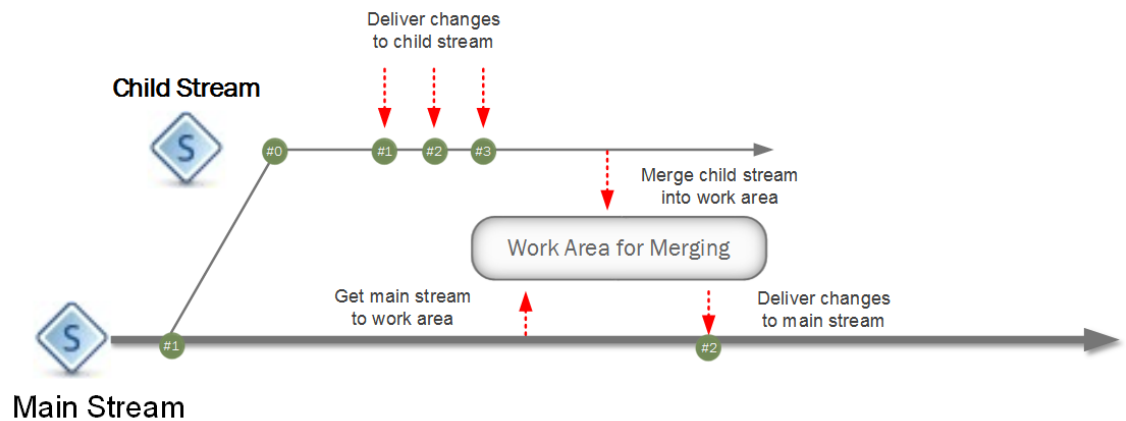 Deliver changes
to child stream
Child Stream
S
#0
#1
#2
#3
Merge child stream
into work area
Work Area for Merging
Get main stream
to work area
Deliver changes
to main stream
S
#1
#2
Main Stream